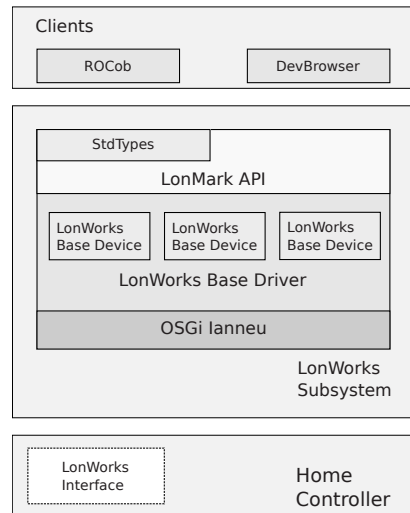 Clients
ROCob
DevBrowser
StdTypes
LonMark API
LonWorks
Base Device
LonWorks
Base Device
LonWorks
Base Device
LonWorks Base Driver
OSGi Ianneu
LonWorks
Subsystem
LonWorks
Interface
Home
Controller